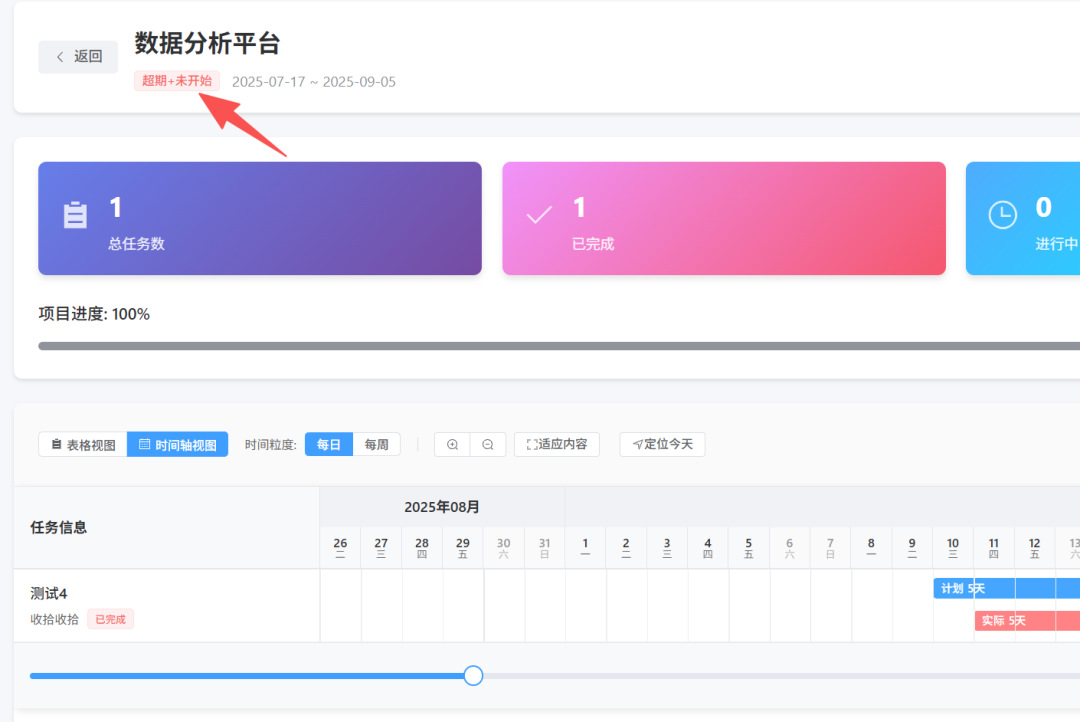 返回
数据分析平台
超期+未开始 2025-07-17 ~ 2025-09-05
1
总任务数
1
已完成
0
进行中
项目进度: 100%
表格视图 时间轴视图 时间粒度: 每日 每周 适应内容 定位今天
任务信息
2025年08月
26 27 28 29 30 31 1 2 3 4 5 6 7 8 9 10 11 12 13
二 三 四 五 六 日 一 二 三 四 五 六 日 一 二 三 四 五 六
测试4
收拾收拾 已完成
计划 5天
实际 5天